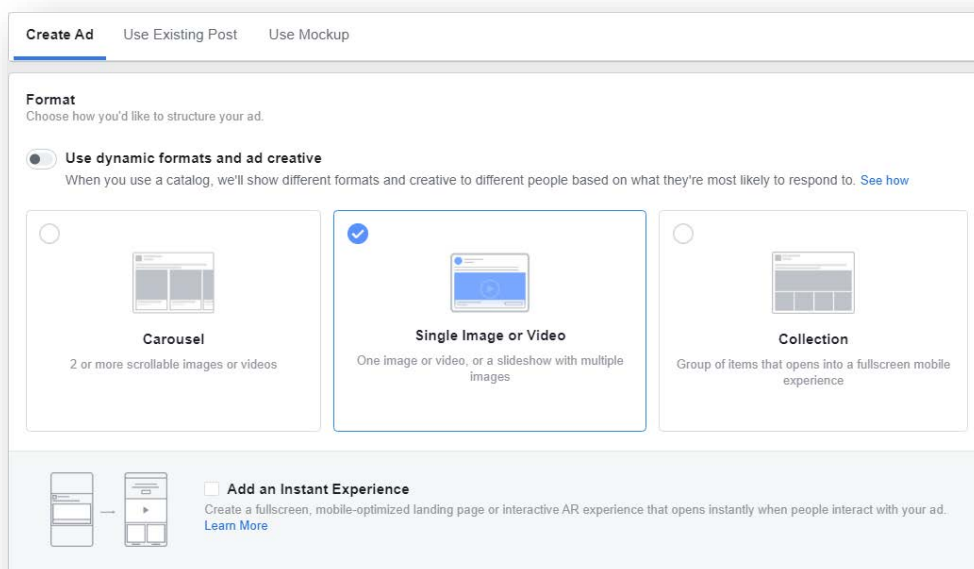 Create Ad
Use Existing Post
Use Mockup
Format
Choose how you'd like to structure your ad.
Use dynamic formats and ad creative
When you use a catalog, we'll show different formats and creative to different people based on what they're most likely to respond to. See how
Carousel
2 or more scrollable images or videos
Single Image or Video
One image or video, or a slideshow with multiple
images
Collection
Group of items that opens into a fullscreen mobile
experience
Add an Instant Experience
Create a fullscreen, mobile-optimized landing page or interactive AR experience that opens instantly when people interact with your ad.
Learn More